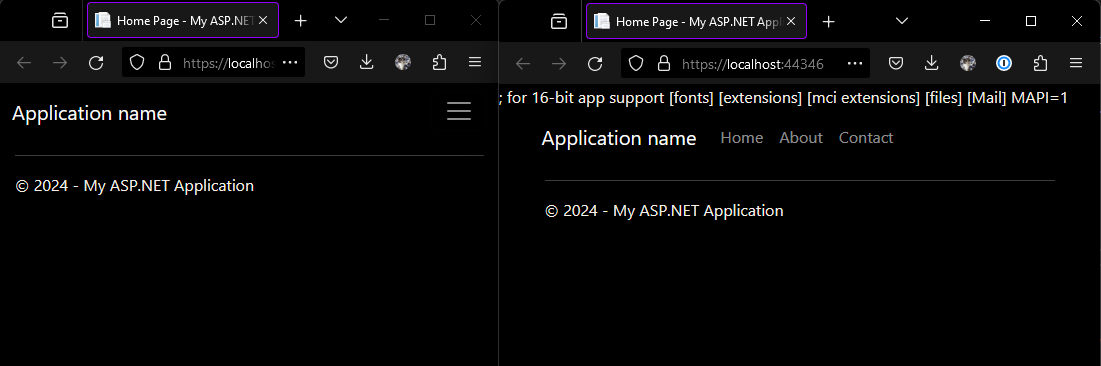 Home Page - My ASP.NET
https://localhos
Application name
© 2024 - My ASP.NET Application
Home Page - My ASP.NET Appl
https://localhost:44346
; for 16-bit app support [fonts] [extensions] [mci extensions] [files] [Mail] MAPI=1
Application name Home About Contact
© 2024 - My ASP.NET Application